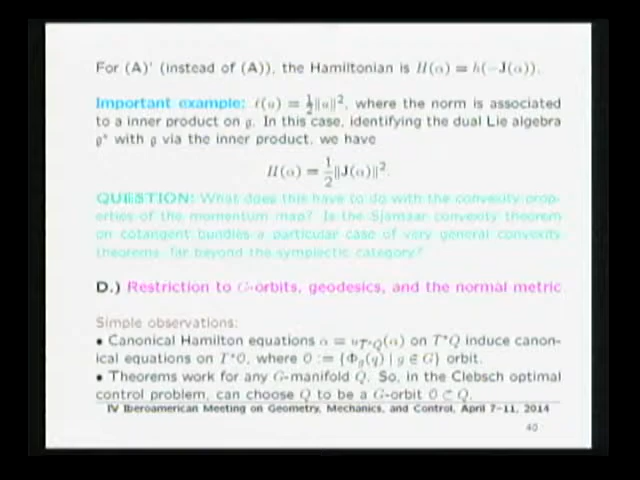 For (A)' (instead of (A)), the Hamiltonian is H(α) = h(−J(α)).
Important example: ℓ(u) = ½‖u‖², where the norm is associated
to a inner product on 𝔤. In this case, identifying the dual Lie algebra
𝔤* with 𝔤 via the inner product, we have
H(α) = 1/2 ‖J(α)‖².
QUESTION: What does this have to do with the convexity prop-
erties of the momentum map? Is the Sjamaar convexity theorem
on cotangent bundles a particular case of very general convexity
theorems, far beyond the symplectic category?
D.) Restriction to G-orbits, geodesics, and the normal metric
Simple observations:
• Canonical Hamilton equations α̇ = u_{T*Q}(α) on T*Q induce canon-
ical equations on T*O, where O := {Φ_g(q) | g ∈ G} orbit.
• Theorems work for any G-manifold Q. So, in the Clebsch optimal
control problem, can choose Q to be a G-orbit O ⊂ Q.
IV Iberoamerican Meeting on Geometry, Mechanics, and Control, April 7–11, 2014
40